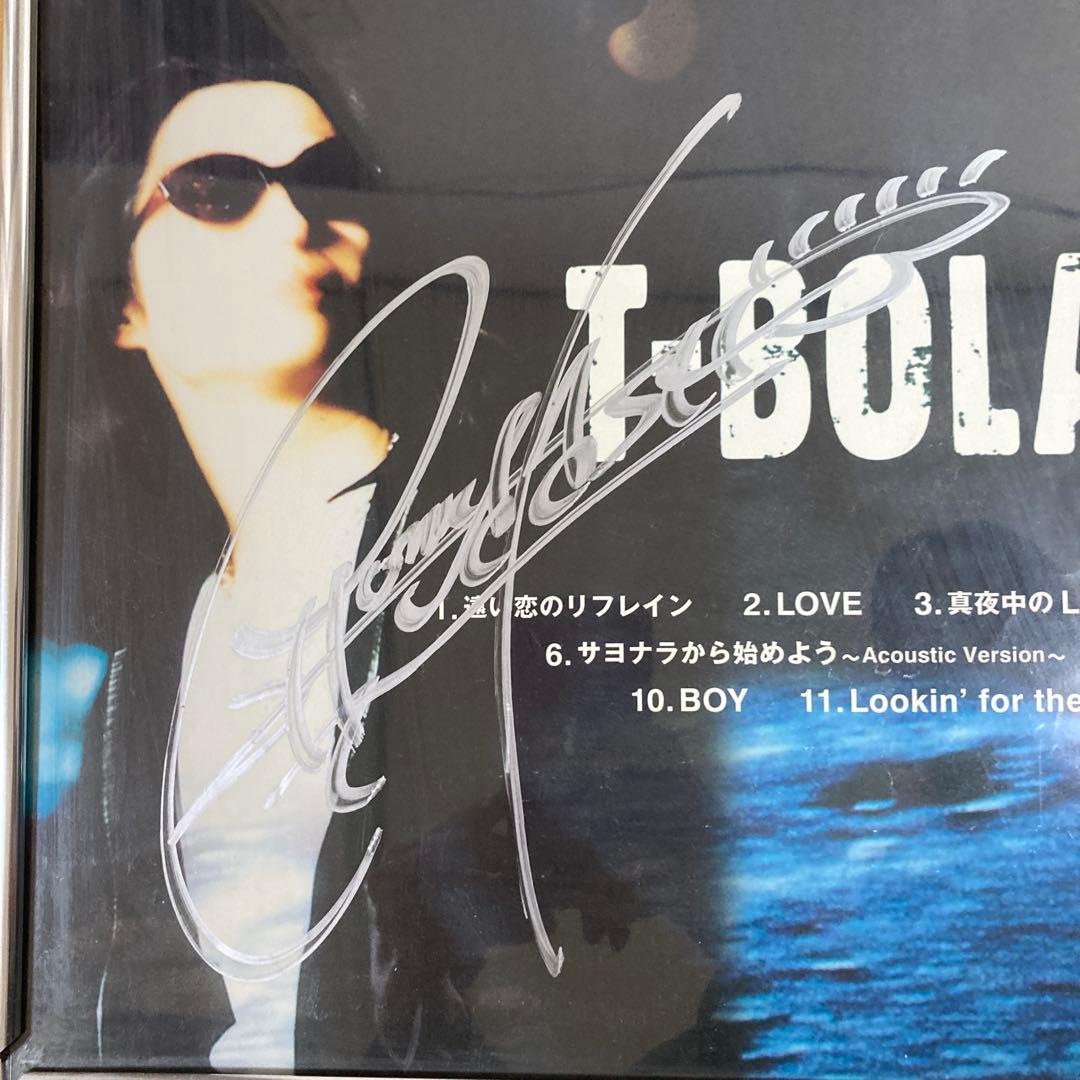 T-BOLA
1.遠い恋のリフレイン 2.LOVE 3.真夜中のL
6.サヨナラから始めよう～Acoustic Version～
10.BOY 11.Lookin’ for the